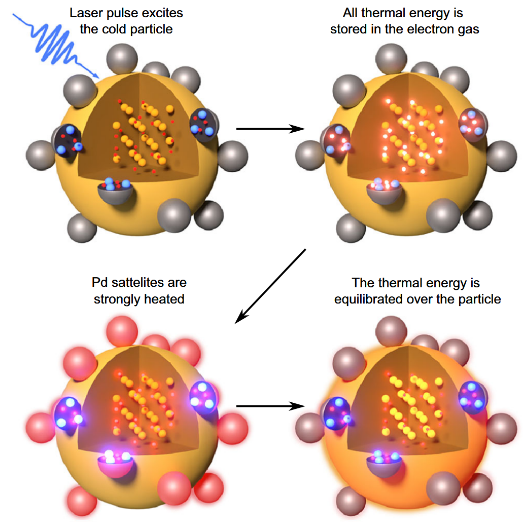 Laser pulse excites
the cold particle
All thermal energy is
stored in the electron gas
Pd sattelites are
strongly heated
The thermal energy is
equilibrated over the particle